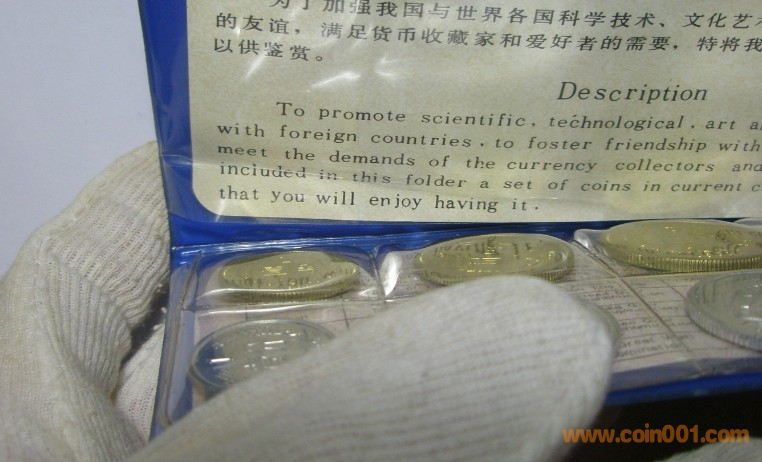 为了加强我国与世界各国科学技术、文化艺
的友谊，满足货币收藏家和爱好者的需要，特将我
以供鉴赏。
Description
To promote scientific, technological, art
with foreign countries, to foster friendship with
meet the demands of the currency collectors and
inciuded in this folder a set of coins in current
that you will enjoy having it.
www.coin001.com